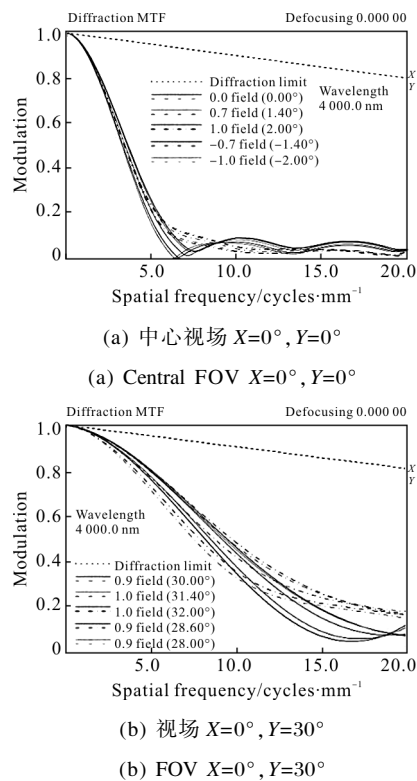 Diffraction MTF Defocusing 0.000 00
1.0
0.8
0.6
0.4
0.2
0
Modulation
X
Y
Diffraction limit
0.0 field (0.00°)
0.7 field (1.40°)
1.0 field (2.00°)
−0.7 field (−1.40°)
−1.0 field (−2.00°)
Wavelength
4 000.0 nm
5.0 10.0 15.0 20.0
Spatial frequency/cycles·mm⁻¹
(a) 中心视场 X=0°, Y=0°
(a) Central FOV X=0°, Y=0°
Diffraction MTF Defocusing 0.000 00
1.0
0.8
0.6
0.4
0.2
0
Modulation
X
Y
Wavelength
4 000.0 nm
Diffraction limit
0.9 field (30.00°)
1.0 field (31.40°)
1.0 field (32.00°)
0.9 field (28.60°)
0.9 field (28.00°)
5.0 10.0 15.0 20.0
Spatial frequency/cycles·mm⁻¹
(b) 视场 X=0°, Y=30°
(b) FOV X=0°, Y=30°